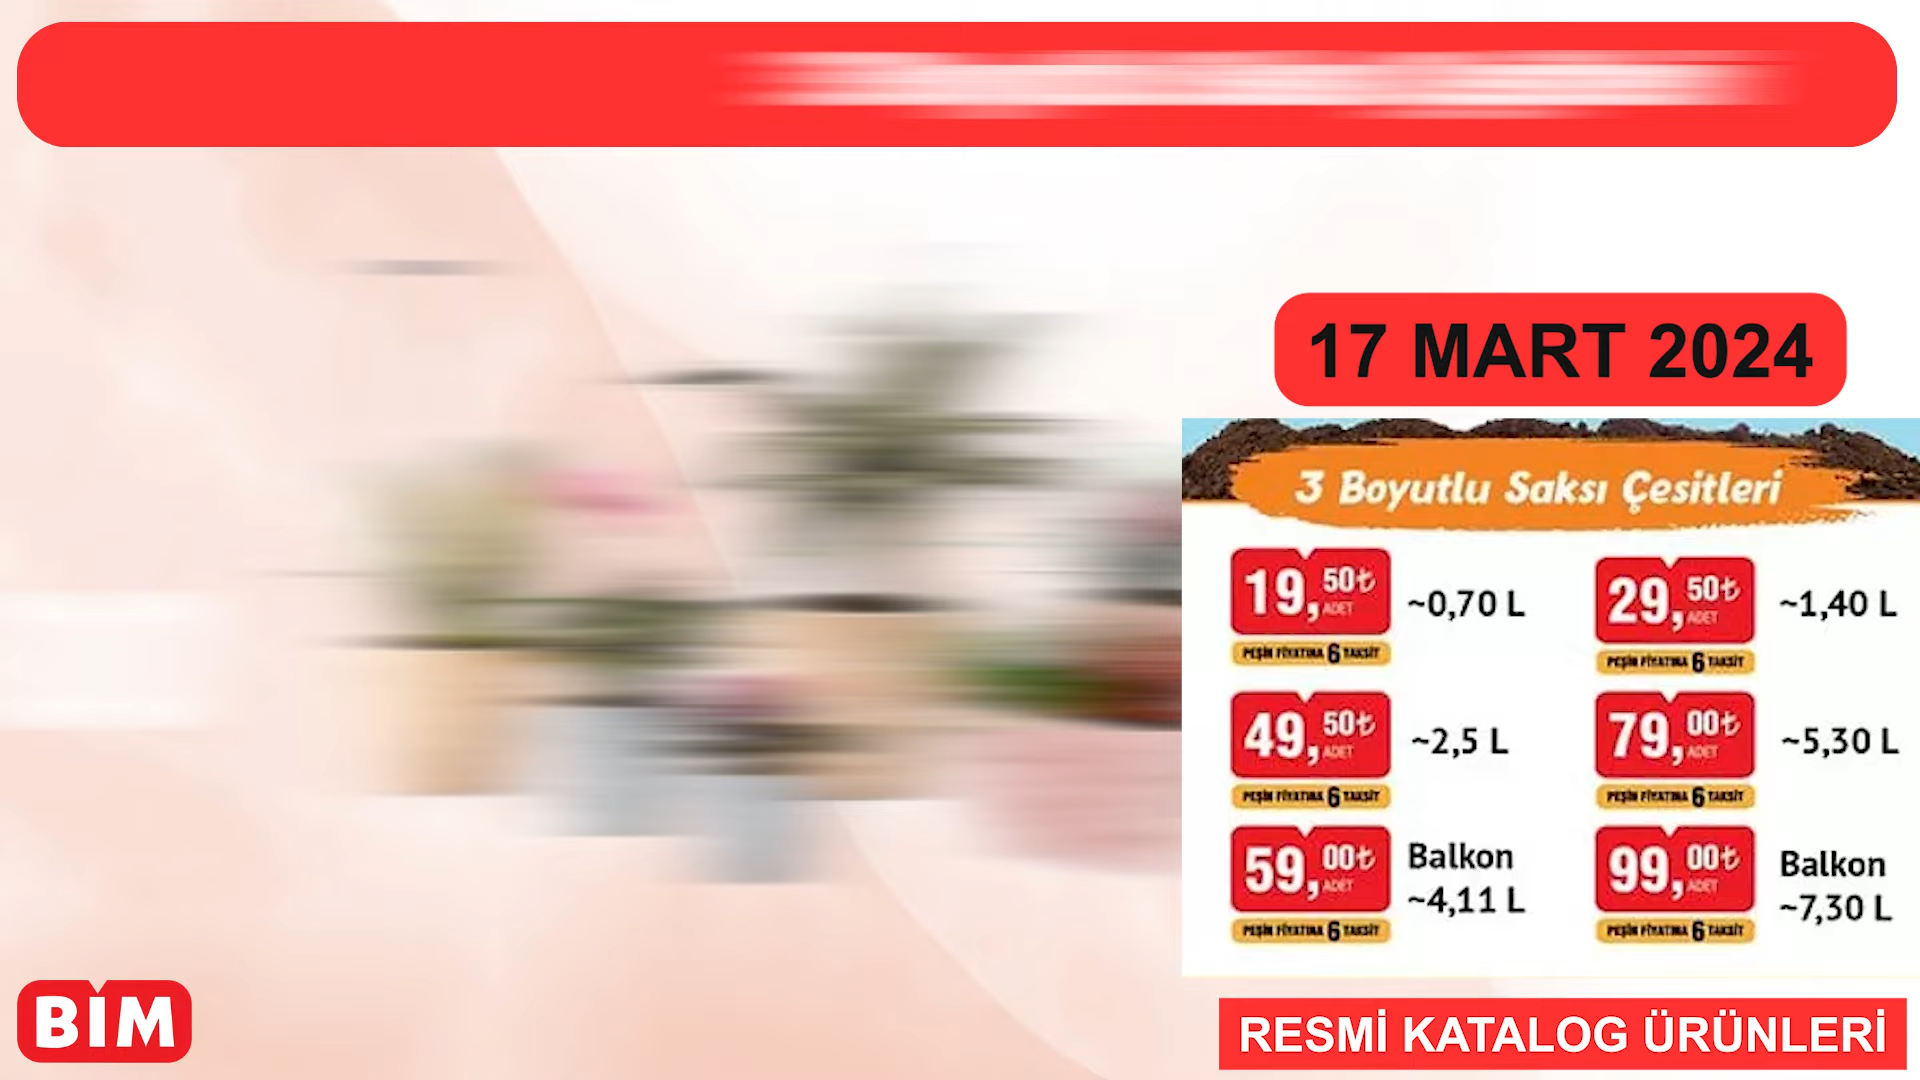 17 MART 2024
3 Boyutlu Saksı Çesitleri
19,50₺ ADET ~0,70 L
PEŞİN FİYATINA 6 TAKSİT
29,50₺ ADET ~1,40 L
PEŞİN FİYATINA 6 TAKSİT
49,50₺ ADET ~2,5 L
PEŞİN FİYATINA 6 TAKSİT
79,00₺ ADET ~5,30 L
PEŞİN FİYATINA 6 TAKSİT
59,00₺ ADET Balkon ~4,11 L
PEŞİN FİYATINA 6 TAKSİT
99,00₺ ADET Balkon ~7,30 L
PEŞİN FİYATINA 6 TAKSİT
BİM
RESMİ KATALOG ÜRÜNLERİ